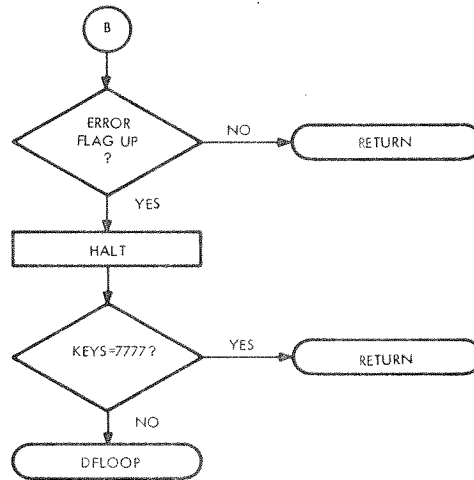 B
ERROR
FLAG UP
?
NO
RETURN
YES
HALT
KEYS=7777?
YES
RETURN
NO
DFLOOP